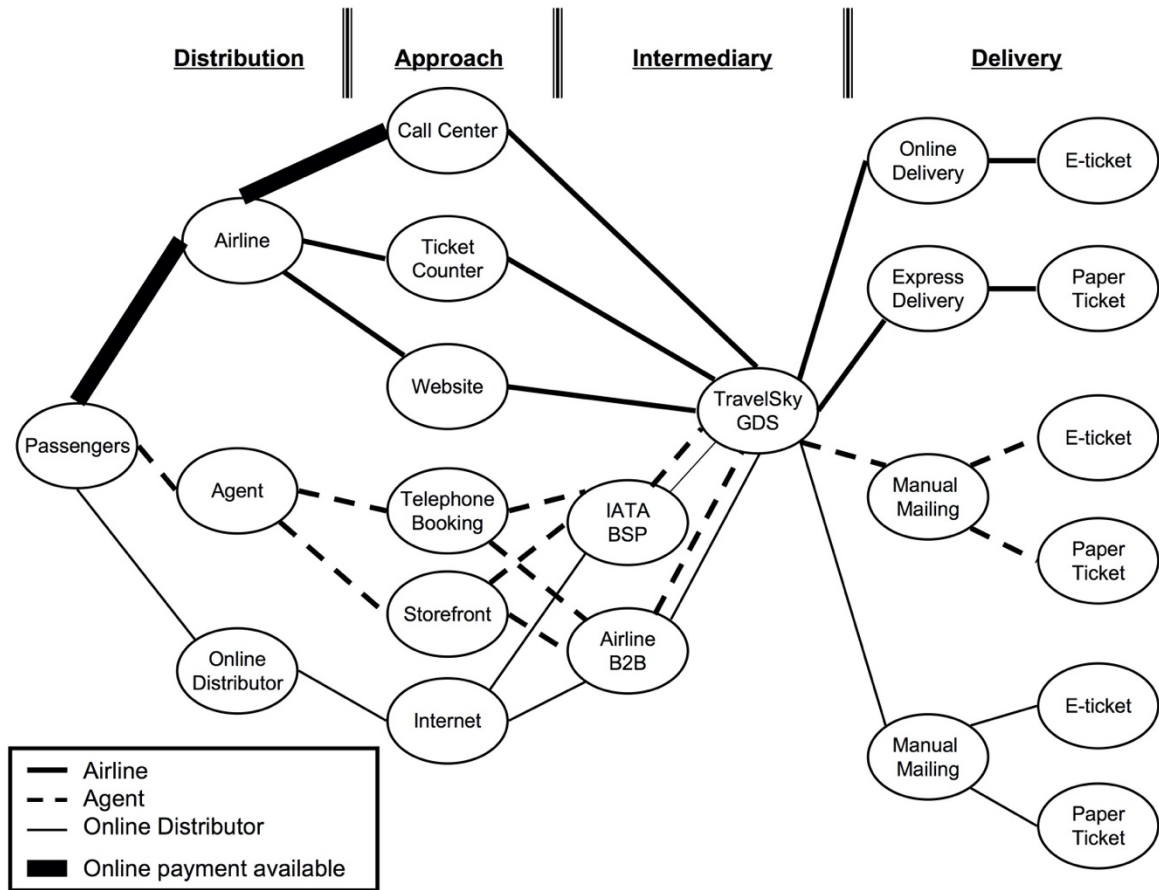 Distribution
Approach
Intermediary
Delivery
Call Center
Online
Delivery
E-ticket
Airline
Ticket
Counter
Express
Delivery
Paper
Ticket
Website
TravelSky
GDS
Passengers
E-ticket
Agent
Telephone
Booking
IATA
BSP
Manual
Mailing
Paper
Ticket
Storefront
Airline
B2B
Online
Distributor
Internet
E-ticket
Manual
Mailing
Paper
Ticket
Airline
Agent
Online Distributor
Online payment available